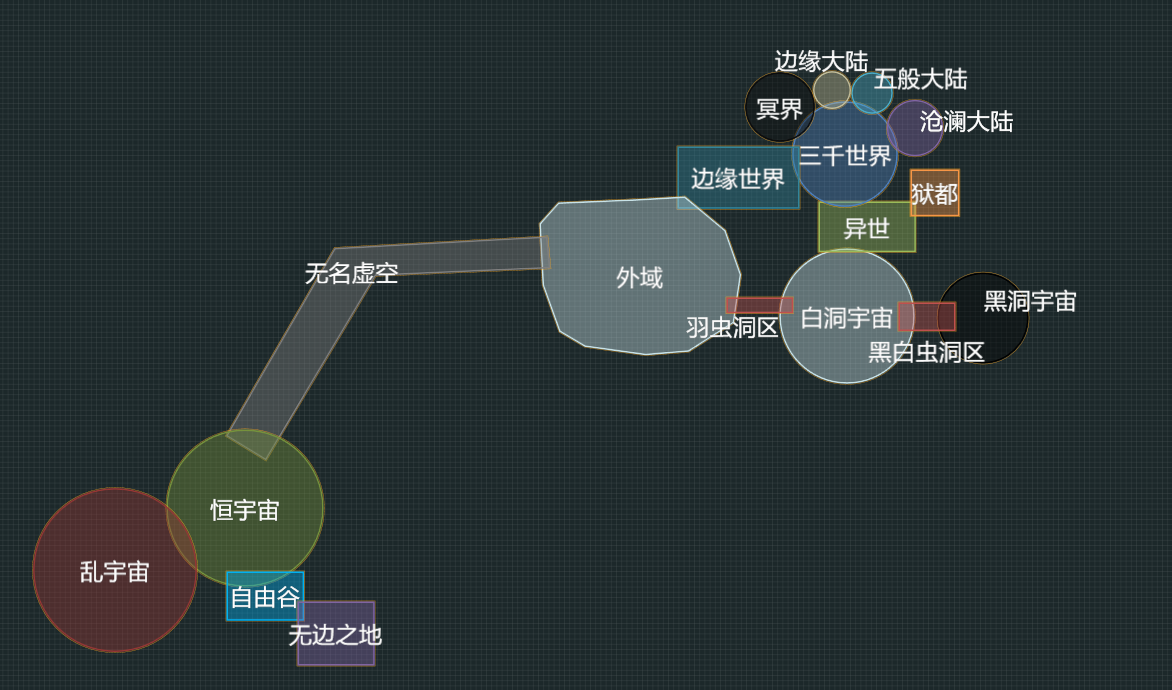 边缘大陆
五般大陆
冥界
沧澜大陆
三千世界
边缘世界
狱都
异世
无名虚空
外域
黑洞宇宙
白洞宇宙
羽虫洞区
黑白虫洞区
恒宇宙
乱宇宙
自由谷
无边之地